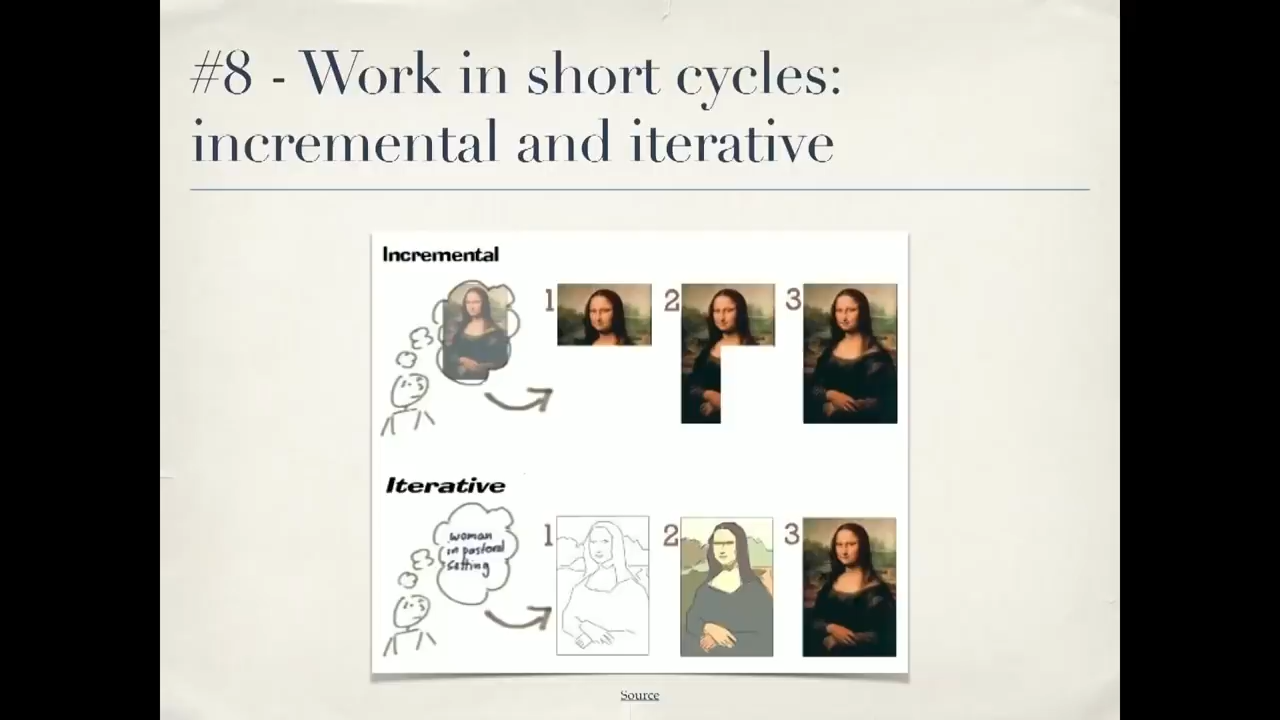 #8 - Work in short cycles:
incremental and iterative
Incremental
1
2
3
Iterative
woman
in pastoral
setting
1
2
3
Source